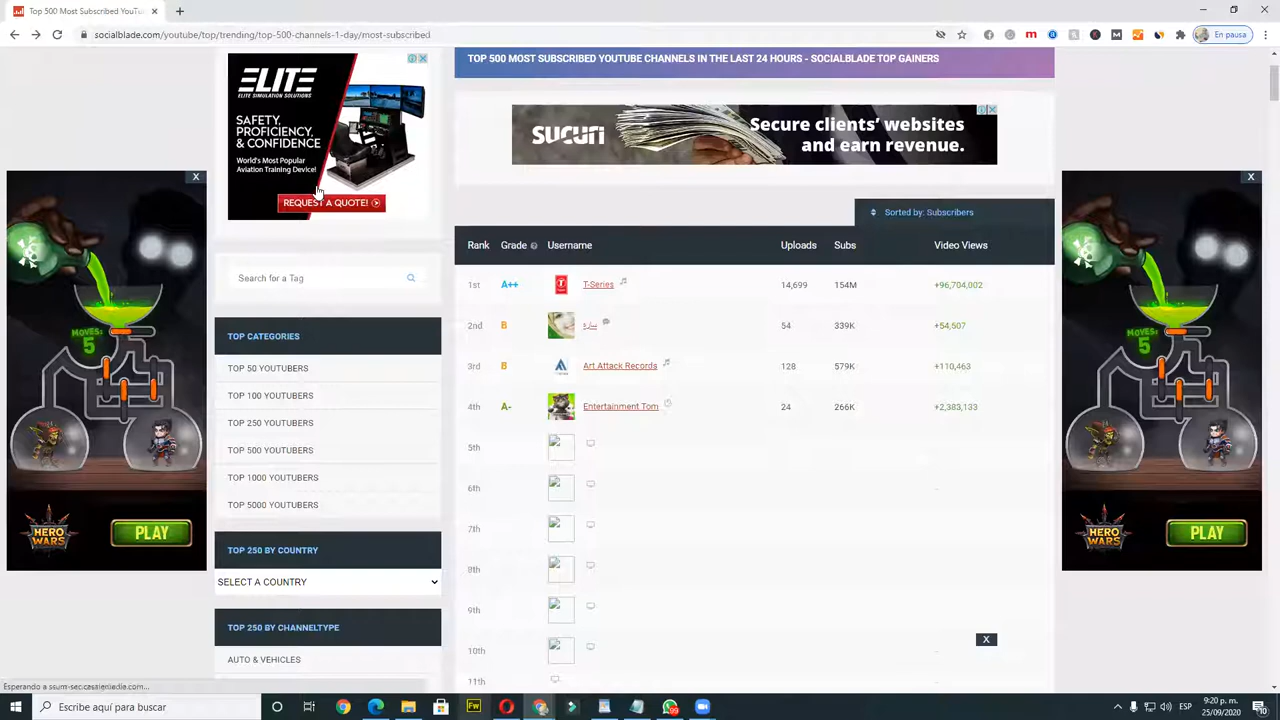 Top 500 Most Subscribed YouTu
socialblade.com/youtube/top/trending/top-500-channels-1-day/most-subscribed
En pausa
TOP 500 MOST SUBSCRIBED YOUTUBE CHANNELS IN THE LAST 24 HOURS - SOCIALBLADE TOP GAINERS
ELITE
ELITE SIMULATION SOLUTIONS
SAFETY,
PROFICIENCY,
& CONFIDENCE
World's Most Popular
Aviation Training Device!
REQUEST A QUOTE!
SUCURI
Secure clients' websites
and earn revenue.
Sorted by: Subscribers
Rank Grade Username Uploads Subs Video Views
1st A++ T-Series 14,699 154M +96,704,002
2nd B سارة 54 339K +54,507
3rd B Art Attack Records 128 579K +110,463
4th A- Entertainment Tom 24 266K +2,383,133
5th
6th
7th
8th
9th
10th
11th
Search for a Tag
TOP CATEGORIES
TOP 50 YOUTUBERS
TOP 100 YOUTUBERS
TOP 250 YOUTUBERS
TOP 500 YOUTUBERS
TOP 1000 YOUTUBERS
TOP 5000 YOUTUBERS
TOP 250 BY COUNTRY
SELECT A COUNTRY
TOP 250 BY CHANNELTYPE
AUTO & VEHICLES
X
MOVES:
5
HERO
WARS
PLAY
X
MOVES:
5
HERO
WARS
PLAY
X
Escribe aquí para buscar
Fw
99
ESP
9:20 p. m.
25/09/2020